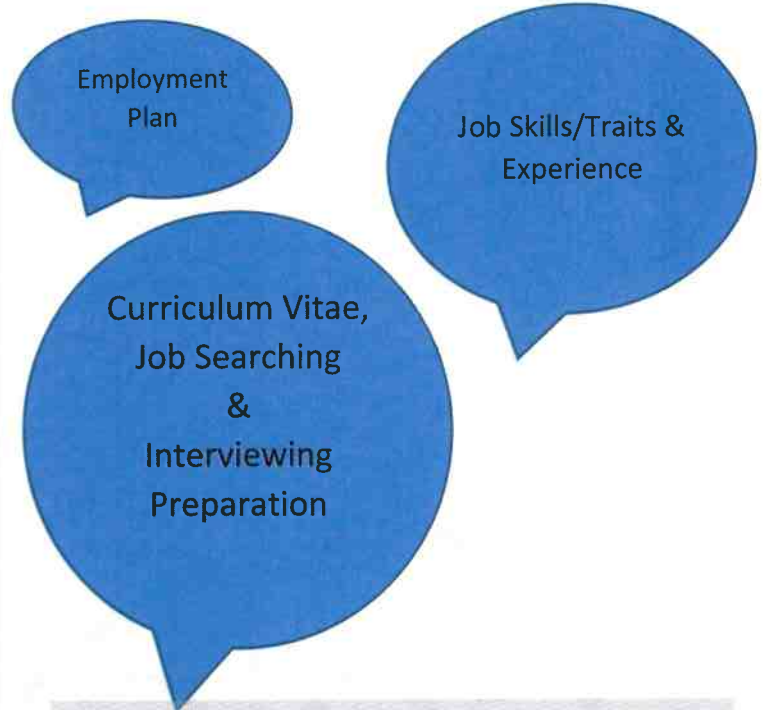 Employment
Plan
Job Skills/Traits &
Experience
Curriculum Vitae,
Job Searching
&
Interviewing
Preparation